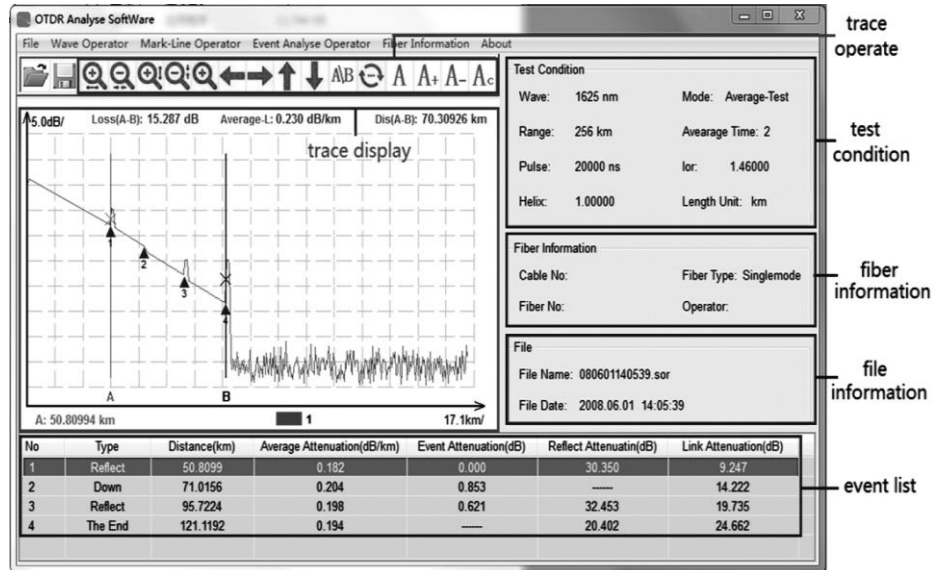 OTDR Analyse SoftWare
File Wave Operator Mark-Line Operator Event Analyse Operator Fiber Information About
trace operate
A\B A A+ A- Ac
5.0dB/ Loss(A-B): 15.287 dB Average-L: 0.230 dB/km Dis(A-B): 70.30926 km
trace display
1
2
3
4
A B
A: 50.80994 km 1 17.1km/
Test Condition
Wave: 1625 nm Mode: Average-Test
Range: 256 km Avearage Time: 2
Pulse: 20000 ns Ior: 1.46000
Helix: 1.00000 Length Unit: km
test condition
Fiber Information
Cable No: Fiber Type: Singlemode
Fiber No: Operator:
fiber information
File
File Name: 080601140539.sor
File Date: 2008.06.01 14:05:39
file information
No Type Distance(km) Average Attenuation(dB/km) Event Attenuation(dB) Reflect Attenuatin(dB) Link Attenuation(dB)
1 Reflect 50.8099 0.182 0.000 30.350 9.247
2 Down 71.0156 0.204 0.853 ------ 14.222
3 Reflect 95.7224 0.198 0.621 32.453 19.735
4 The End 121.1192 0.194 ------ 20.402 24.662
event list